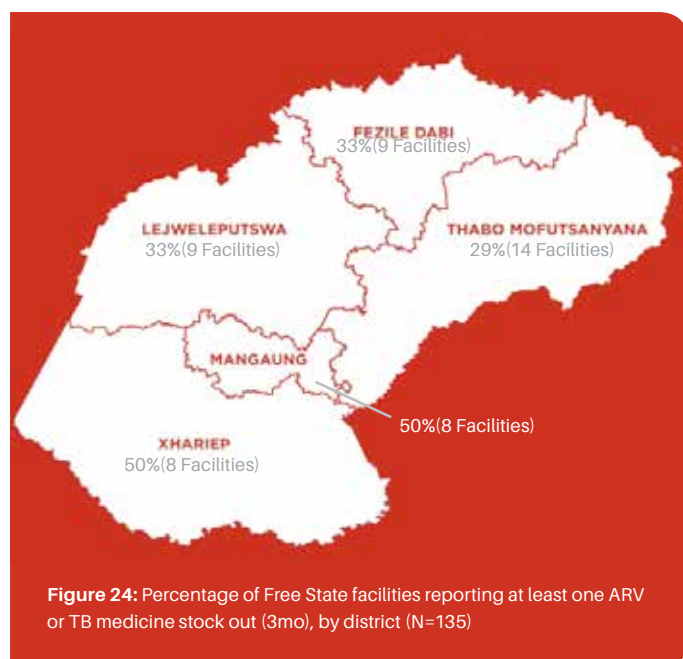 FEZILE DABI
33%(9 Facilities)
LEJWELEPUTSWA
33%(9 Facilities)
THABO MOFUTSANYANA
29%(14 Facilities)
MANGAUNG
50%(8 Facilities)
XHARIEP
50%(8 Facilities)
Figure 24: Percentage of Free State facilities reporting at least one ARV
or TB medicine stock out (3mo), by district (N=135)